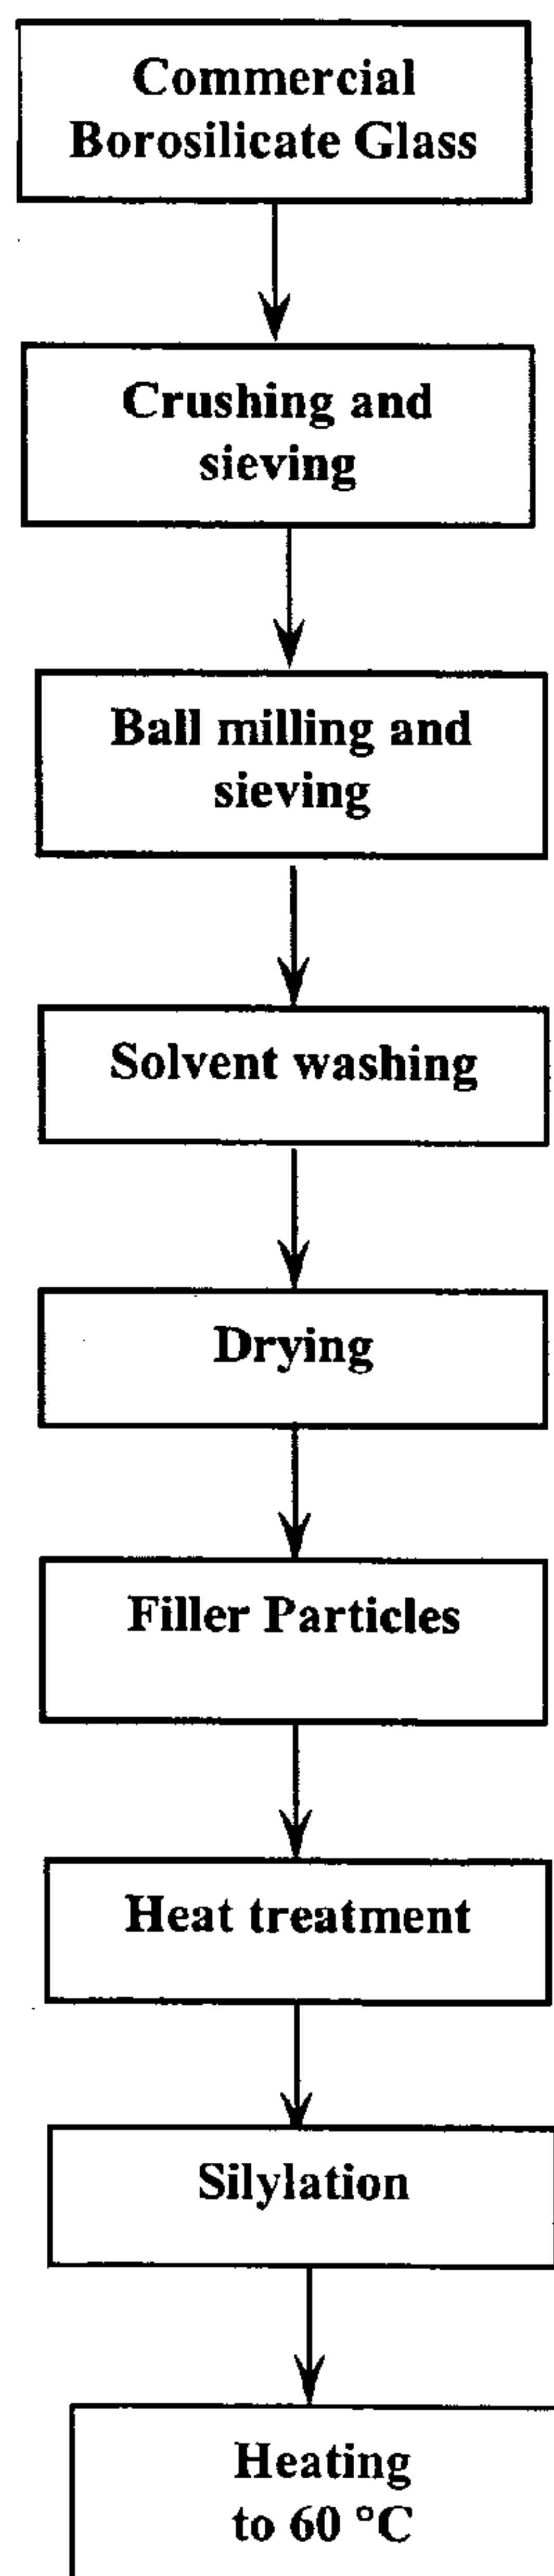 Commercial
Borosilicate Glass
Crushing and
sieving
Ball milling and
sieving
Solvent washing
Drying
Filler Particles
Heat treatment
Silylation
Heating
to 60 °C